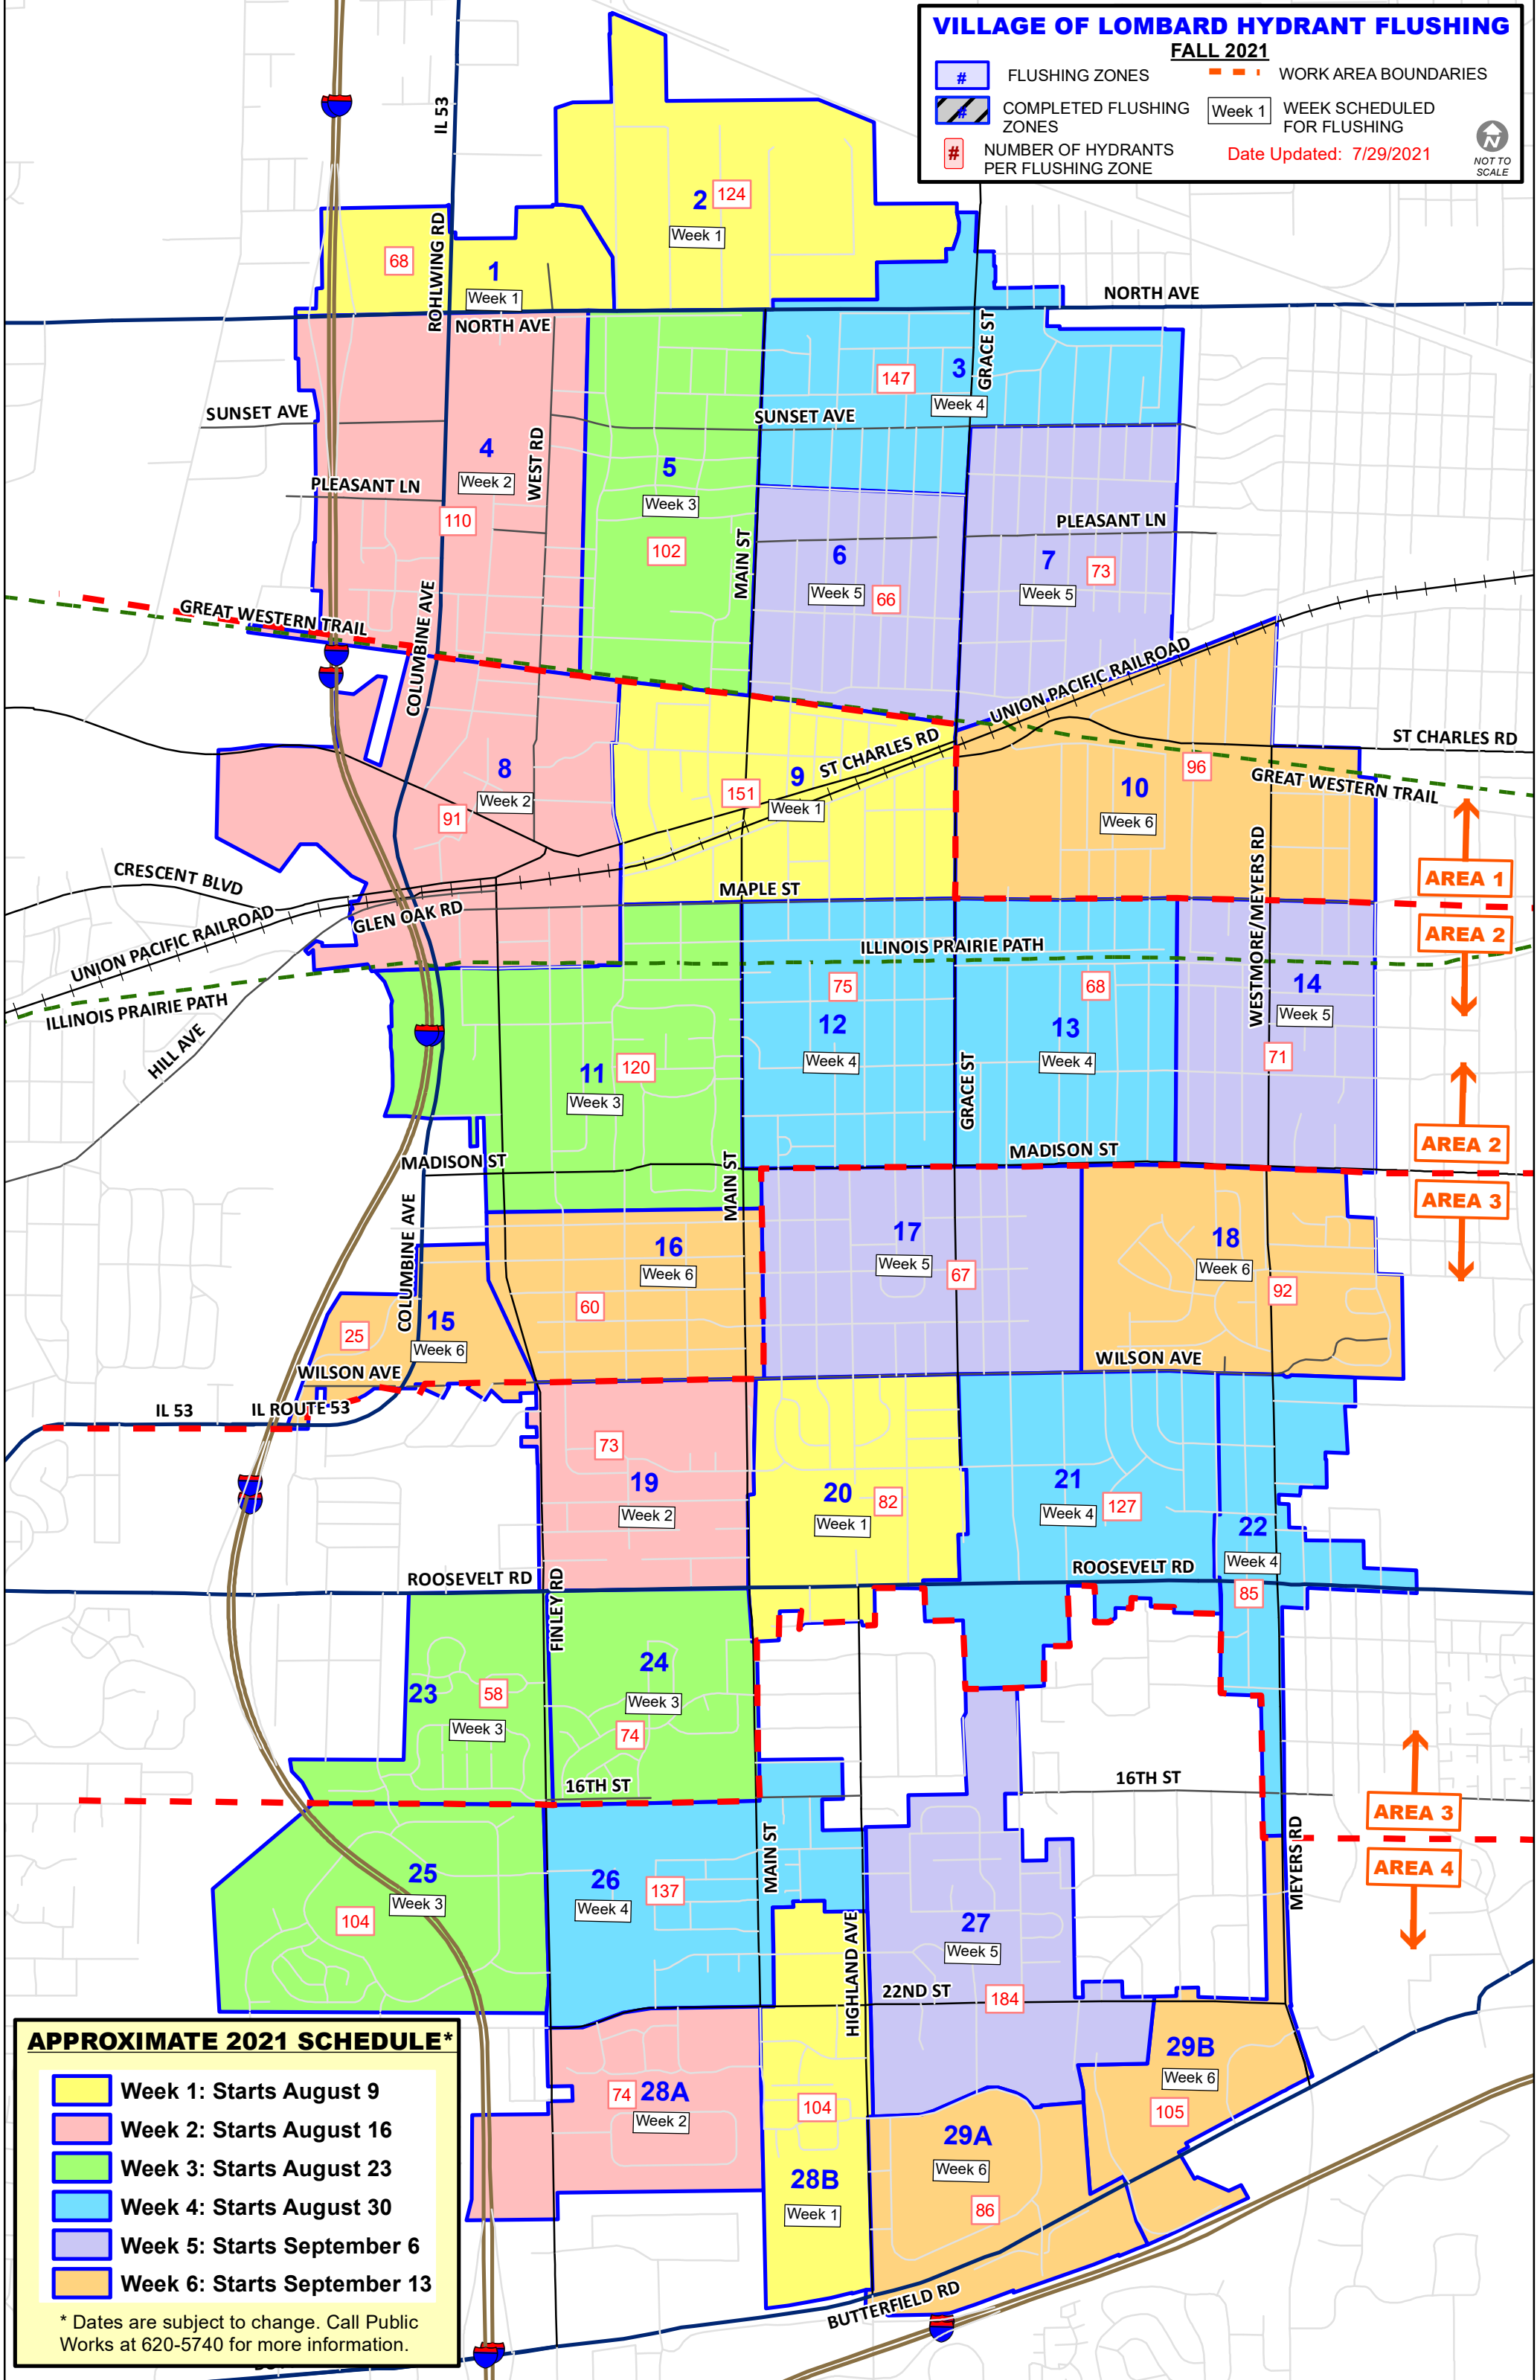 VILLAGE OF LOMBARD HYDRANT FLUSHING
FALL 2021
# FLUSHING ZONES
WORK AREA BOUNDARIES
# COMPLETED FLUSHING
ZONES
Week 1 WEEK SCHEDULED
FOR FLUSHING
# NUMBER OF HYDRANTS
PER FLUSHING ZONE
Date Updated: 7/29/2021
N
NOT TO
SCALE
IL 53
2
124
Week 1
68
ROHLWING RD
1
Week 1
NORTH AVE
NORTH AVE
GRACE ST
3
147
Week 4
SUNSET AVE
SUNSET AVE
4
Week 2
110
WEST RD
PLEASANT LN
5
Week 3
102
MAIN ST
6
Week 5
66
PLEASANT LN
7
Week 5
73
GREAT WESTERN TRAIL
COLUMBINE AVE
UNION PACIFIC RAILROAD
ST CHARLES RD
ST CHARLES RD
GREAT WESTERN TRAIL
8
Week 2
91
9
151
Week 1
10
96
Week 6
WESTMORE/MEYERS RD
AREA 1
AREA 2
CRESCENT BLVD
MAPLE ST
GLEN OAK RD
UNION PACIFIC RAILROAD
ILLINOIS PRAIRIE PATH
ILLINOIS PRAIRIE PATH
HILL AVE
11
120
Week 3
75
12
Week 4
68
13
Week 4
GRACE ST
14
Week 5
71
AREA 2
AREA 3
MADISON ST
MADISON ST
MAIN ST
COLUMBINE AVE
16
Week 6
60
17
Week 5
67
18
Week 6
92
25
15
Week 6
WILSON AVE
WILSON AVE
IL 53
IL ROUTE 53
73
19
Week 2
20
82
Week 1
21
127
Week 4
22
Week 4
85
ROOSEVELT RD
ROOSEVELT RD
FINLEY RD
23
58
Week 3
24
Week 3
74
16TH ST
16TH ST
AREA 3
AREA 4
MAIN ST
MEYERS RD
25
Week 3
104
26
137
Week 4
HIGHLAND AVE
27
Week 5
184
22ND ST
74
28A
Week 2
104
28B
Week 1
29A
Week 6
86
29B
Week 6
105
BUTTERFIELD RD
APPROXIMATE 2021 SCHEDULE*
Week 1: Starts August 9
Week 2: Starts August 16
Week 3: Starts August 23
Week 4: Starts August 30
Week 5: Starts September 6
Week 6: Starts September 13
* Dates are subject to change. Call Public
Works at 620-5740 for more information.